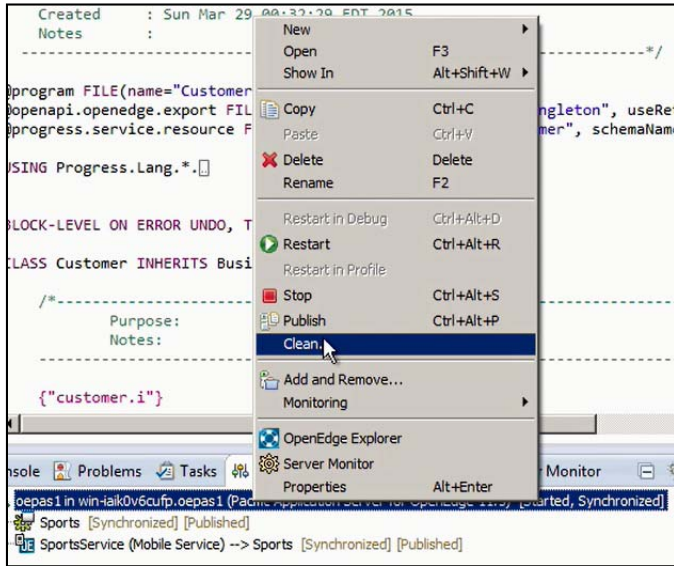 Created : Sun Mar 29 00:32:29 EDT 2015
Notes :
----------------------*/
@program FILE(name="Customer
@openapi.openedge.export FIL ngleton", useRet
@progress.service.resource F mer", schemaName
USING Progress.Lang.*.
BLOCK-LEVEL ON ERROR UNDO, T
CLASS Customer INHERITS Busi
/*----------------------
Purpose:
Notes:
----------------------
{"customer.i"}
New
Open F3
Show In Alt+Shift+W
Copy Ctrl+C
Paste Ctrl+V
Delete Delete
Rename F2
Restart in Debug Ctrl+Alt+D
Restart Ctrl+Alt+R
Restart in Profile
Stop Ctrl+Alt+S
Publish Ctrl+Alt+P
Clean...
Add and Remove...
Monitoring
OpenEdge Explorer
Server Monitor
Properties Alt+Enter
nsole Problems Tasks r Monitor
oepas1 in win-iaik0v6cufp.oepas1 (Pacific Application Server for OpenEdge 11.5) [Started, Synchronized]
Sports [Synchronized] [Published]
SportsService (Mobile Service) --> Sports [Synchronized] [Published]